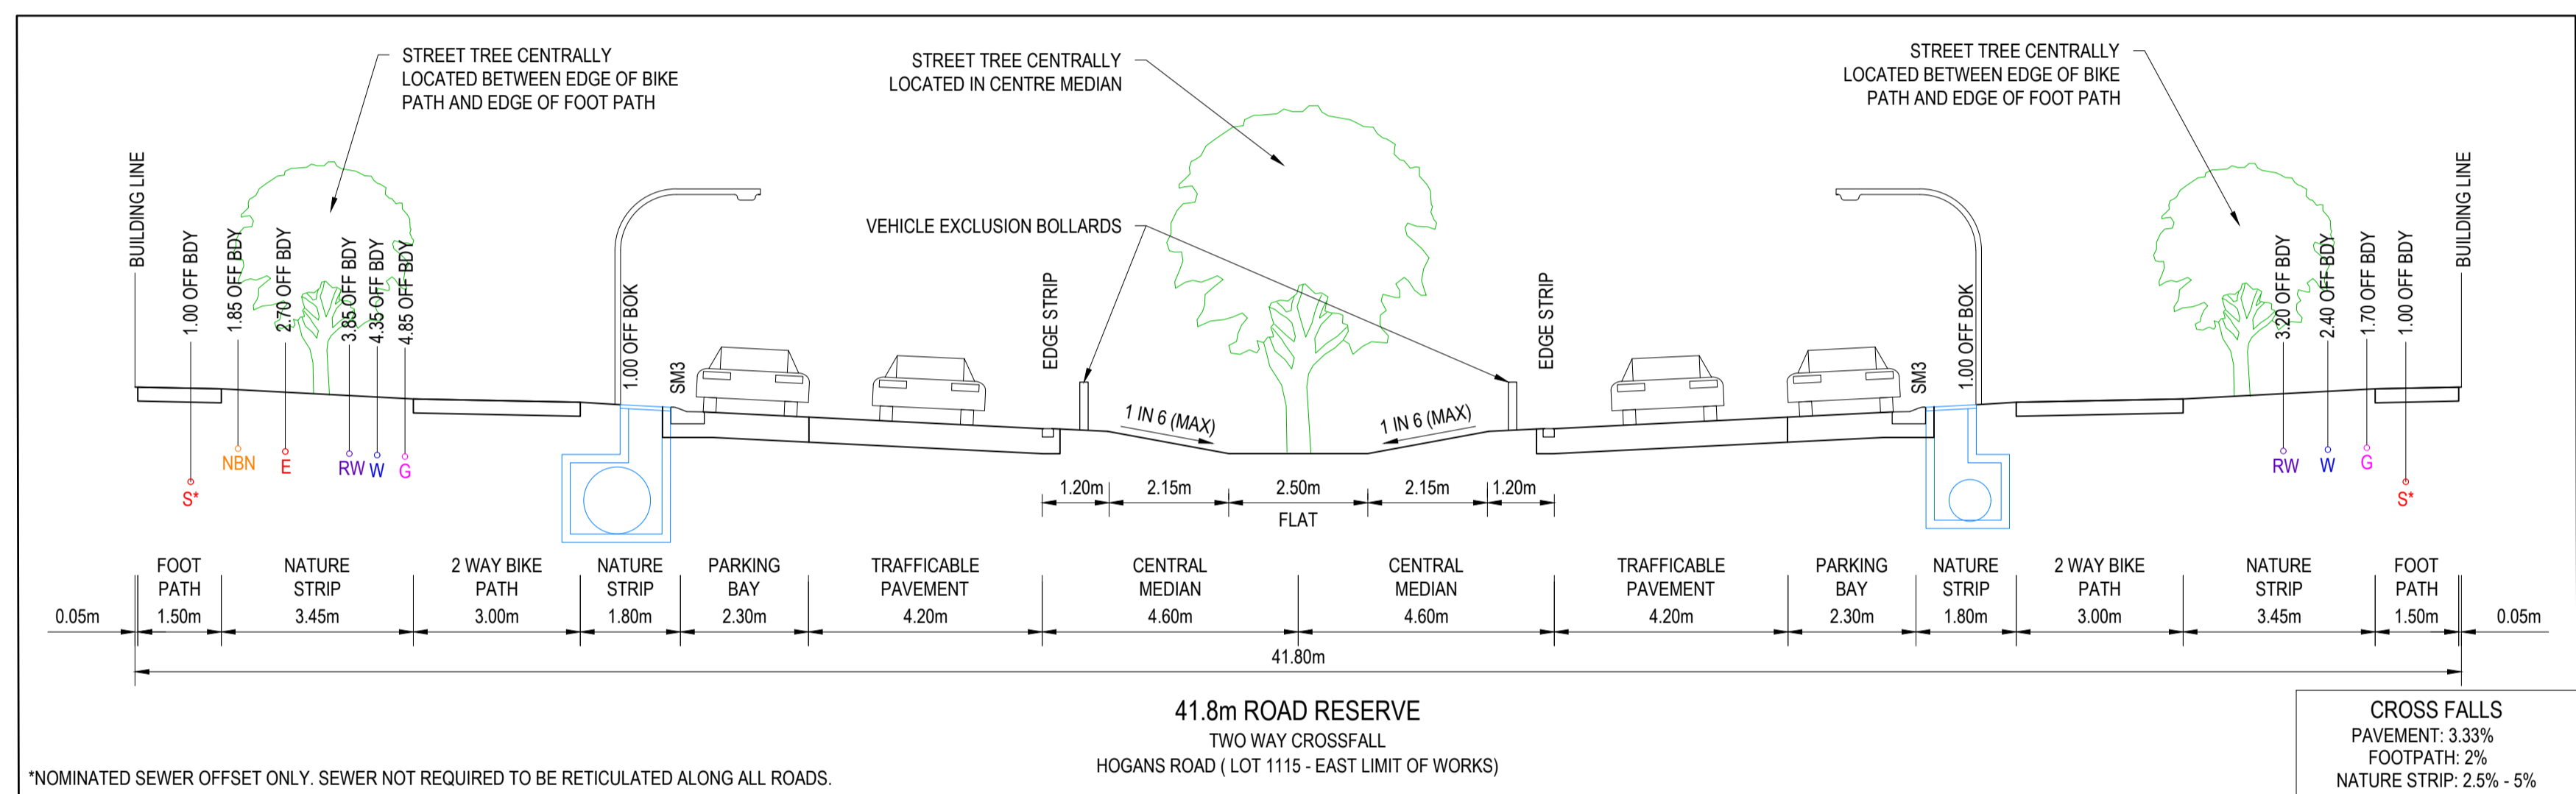 STREET TREE CENTRALLY
LOCATED BETWEEN EDGE OF BIKE
PATH AND EDGE OF FOOT PATH
STREET TREE CENTRALLY
LOCATED IN CENTRE MEDIAN
STREET TREE CENTRALLY
LOCATED BETWEEN EDGE OF BIKE
PATH AND EDGE OF FOOT PATH
VEHICLE EXCLUSION BOLLARDS
BUILDING LINE
1.00 OFF BDY
1.85 OFF BDY
2.70 OFF BDY
3.85 OFF BDY
4.35 OFF BDY
4.85 OFF BDY
1.00 OFF BOK
SM3
EDGE STRIP
EDGE STRIP
SM3
1.00 OFF BOK
3.20 OFF BDY
2.40 OFF BDY
1.70 OFF BDY
1.00 OFF BDY
BUILDING LINE
1 IN 6 (MAX)
1 IN 6 (MAX)
S*
NBN
E
RW
W
G
RW
W
G
S*
1.20m
2.15m
2.50m
2.15m
1.20m
FLAT
FOOT
PATH
1.50m
NATURE
STRIP
3.45m
2 WAY BIKE
PATH
3.00m
NATURE
STRIP
1.80m
PARKING
BAY
2.30m
TRAFFICABLE
PAVEMENT
4.20m
CENTRAL
MEDIAN
4.60m
CENTRAL
MEDIAN
4.60m
TRAFFICABLE
PAVEMENT
4.20m
PARKING
BAY
2.30m
NATURE
STRIP
1.80m
2 WAY BIKE
PATH
3.00m
NATURE
STRIP
3.45m
FOOT
PATH
1.50m
0.05m
0.05m
41.80m
41.8m ROAD RESERVE
TWO WAY CROSSFALL
HOGANS ROAD ( LOT 1115 - EAST LIMIT OF WORKS)
*NOMINATED SEWER OFFSET ONLY. SEWER NOT REQUIRED TO BE RETICULATED ALONG ALL ROADS.
CROSS FALLS
PAVEMENT: 3.33%
FOOTPATH: 2%
NATURE STRIP: 2.5% - 5%